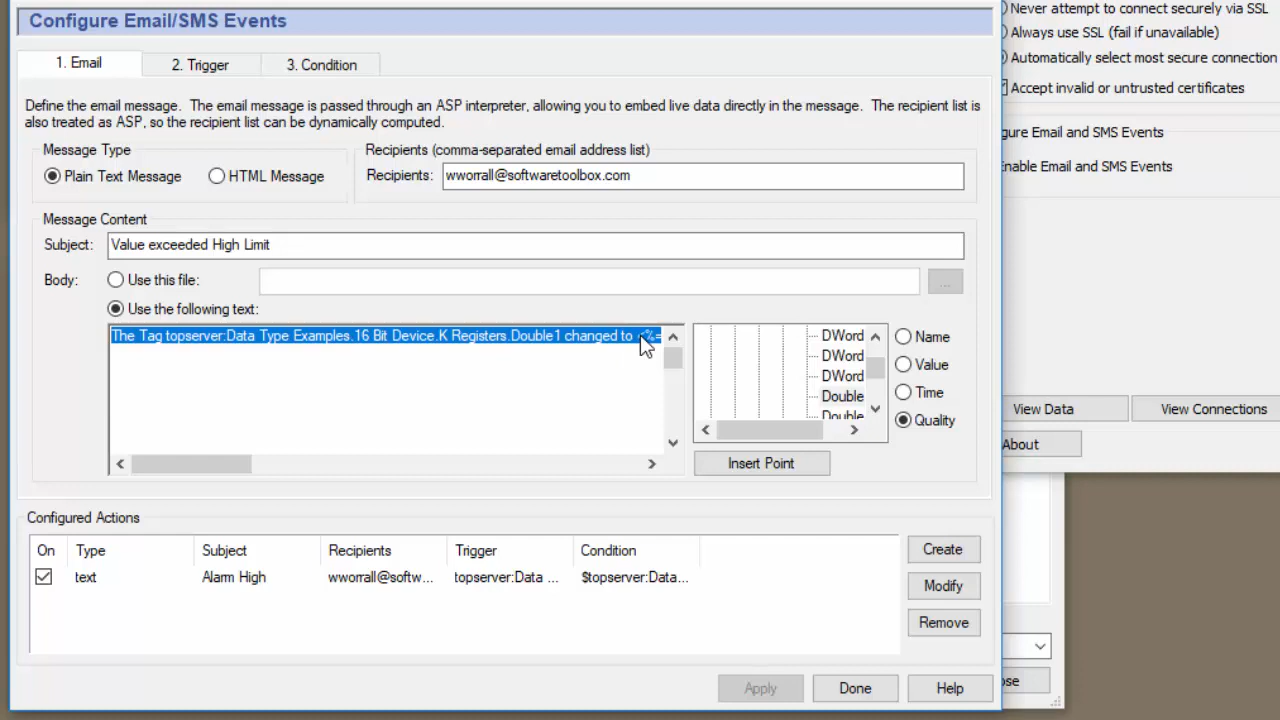 Configure Email/SMS Events
1. Email
2. Trigger
3. Condition
Define the email message. The email message is passed through an ASP interpreter, allowing you to embed live data directly in the message. The recipient list is
also treated as ASP, so the recipient list can be dynamically computed.
Message Type
Plain Text Message
HTML Message
Recipients (comma-separated email address list)
Recipients: wworrall@softwaretoolbox.com
Message Content
Subject: Value exceeded High Limit
Body: Use this file:
...
Use the following text:
The Tag topserver:Data Type Examples.16 Bit Device.K Registers.Double1 changed to
DWord
DWord
DWord
Double
Double
Name
Value
Time
Quality
Insert Point
Configured Actions
On Type Subject Recipients Trigger Condition
text Alarm High wworrall@softw... topserver:Data ... $topserver:Data...
Create
Modify
Remove
Apply
Done
Help
Never attempt to connect securely via SSL
Always use SSL (fail if unavailable)
Automatically select most secure connection
Accept invalid or untrusted certificates
gure Email and SMS Events
nable Email and SMS Events
View Data
View Connections
About
ose